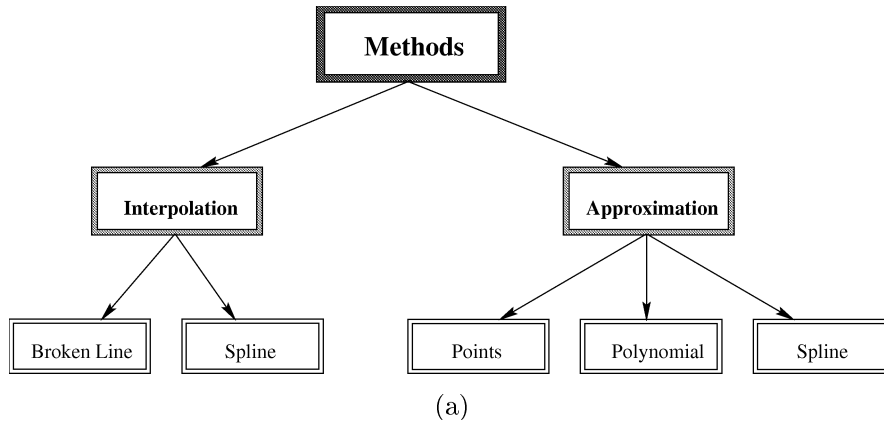 Methods
Interpolation
Approximation
Broken Line
Spline
Points
Polynomial
Spline
(a)